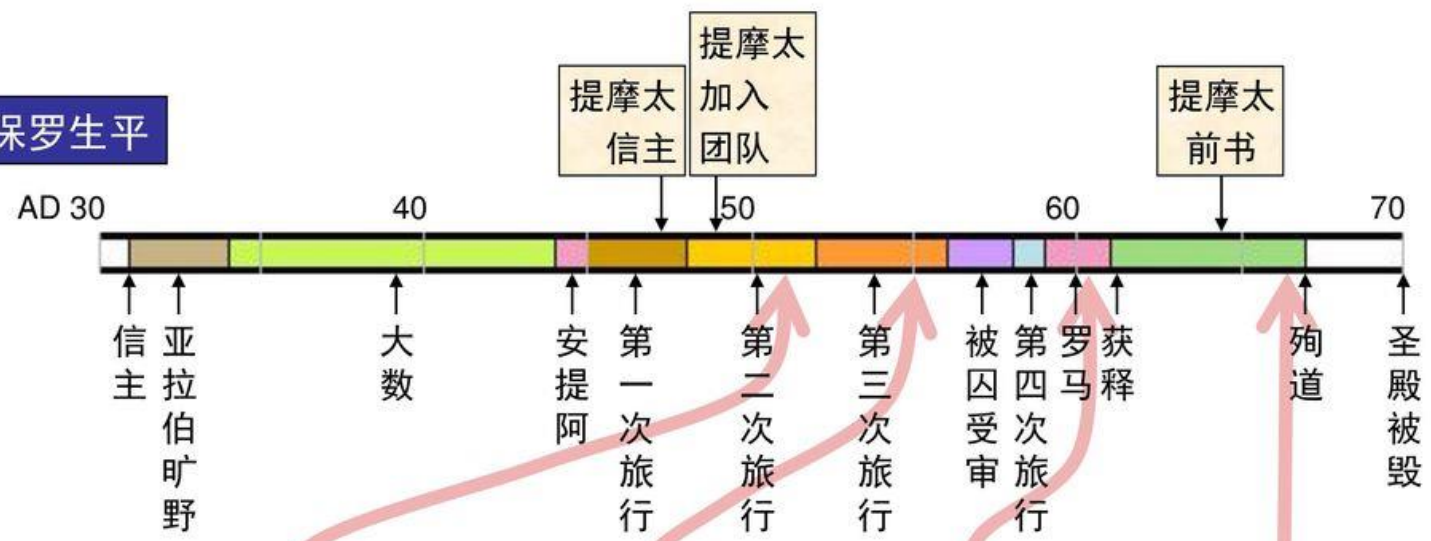 提摩太
加入
团队
提摩太
信主
提摩太
前书
保罗生平
AD 30
40
50
60
70
信主
亚拉伯旷野
大数
安提阿
第一次旅行
第二次旅行
第三次旅行
被囚受审
第四次旅行
罗马
获释
殉道
圣殿被毁